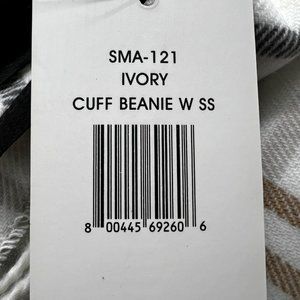 SMA-121
IVORY
CUFF BEANIE W SS
8 00445 69260 6